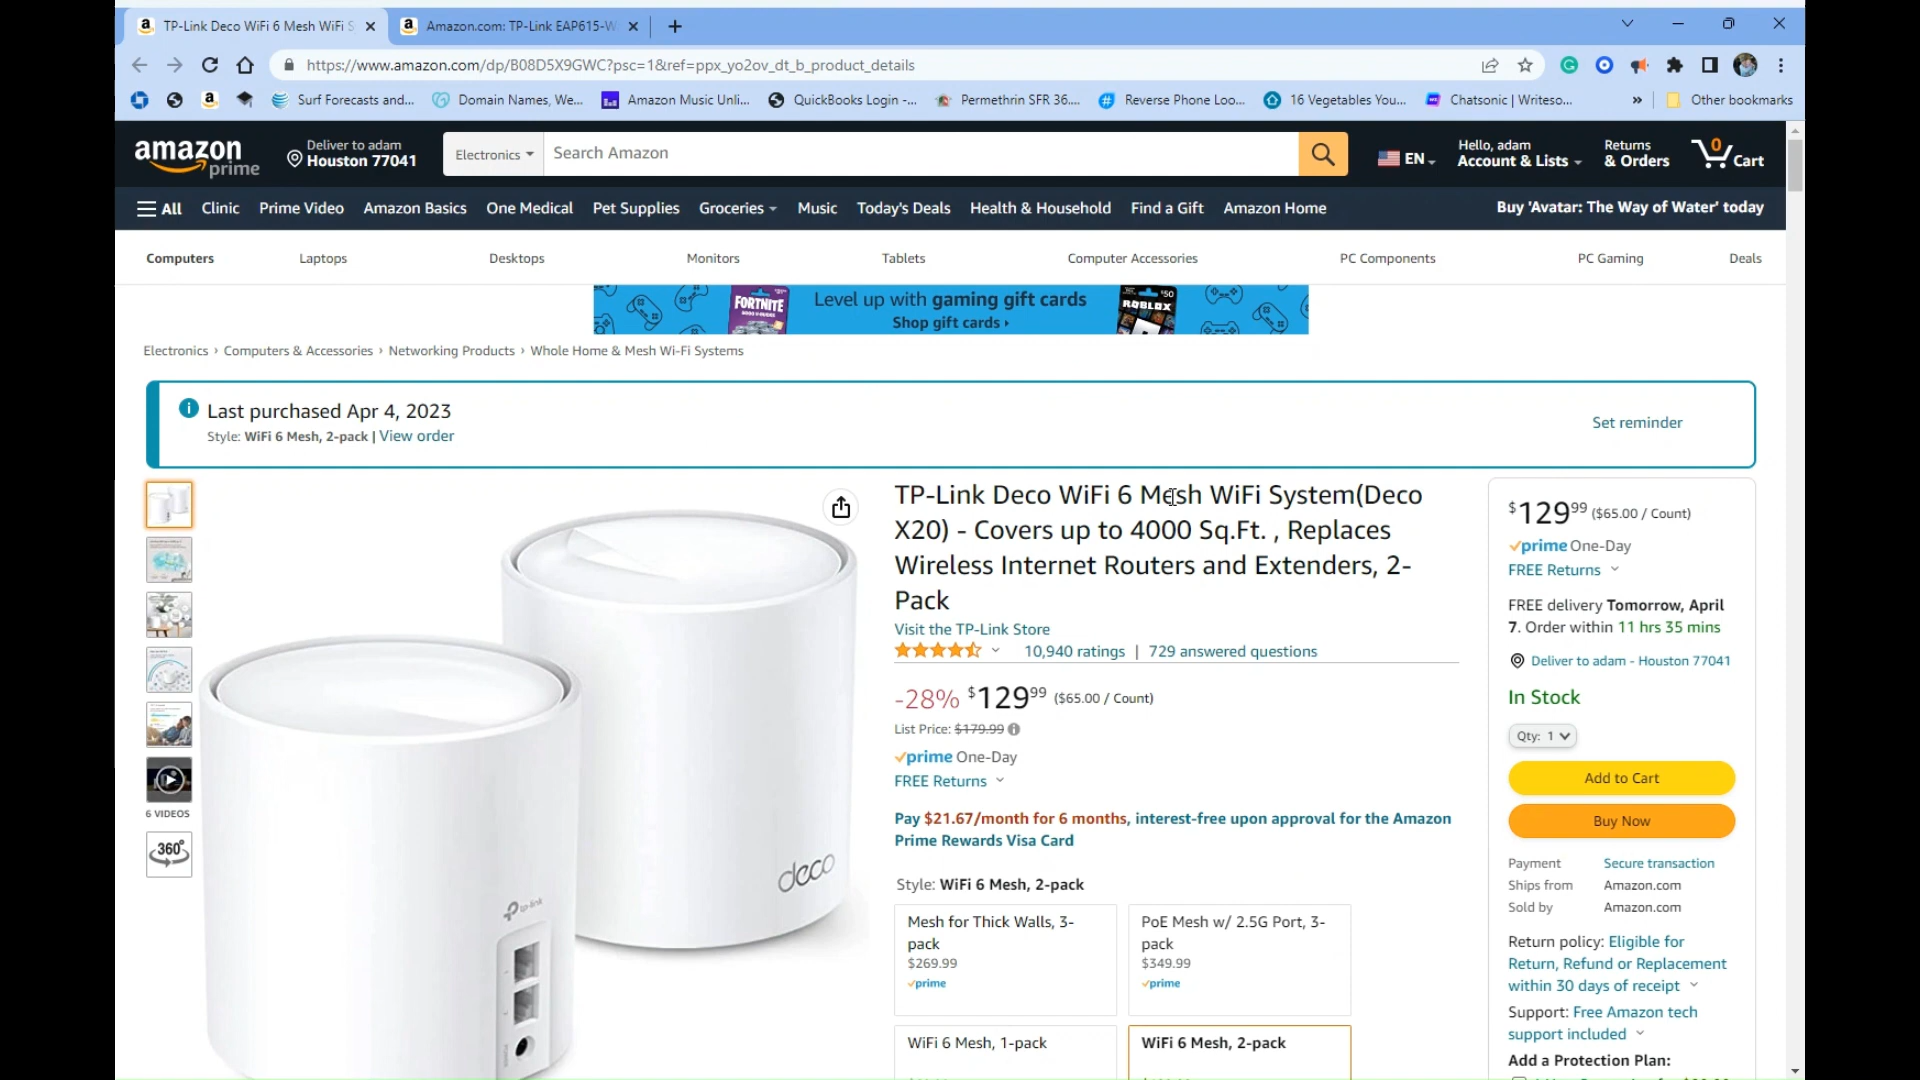 TP-Link Deco WiFi 6 Mesh WiFi S
Amazon.com: TP-Link EAP615-W
https://www.amazon.com/dp/B08D5X9GWC?psc=1&ref=ppx_yo2ov_dt_b_product_details
Surf Forecasts and...
Domain Names, We...
Amazon Music Unli...
QuickBooks Login -...
Permethrin SFR 36....
Reverse Phone Loo...
16 Vegetables You...
Chatsonic | Writeso...
»
Other bookmarks
amazon
prime
Deliver to adam
Houston 77041
Electronics
Search Amazon
EN
Hello, adam
Account & Lists
Returns
& Orders
0
Cart
All
Clinic
Prime Video
Amazon Basics
One Medical
Pet Supplies
Groceries
Music
Today's Deals
Health & Household
Find a Gift
Amazon Home
Buy 'Avatar: The Way of Water' today
Computers
Laptops
Desktops
Monitors
Tablets
Computer Accessories
PC Components
PC Gaming
Deals
FORTNITE
Level up with gaming gift cards
Shop gift cards ›
$50
ROBLOX
Electronics › Computers & Accessories › Networking Products › Whole Home & Mesh Wi-Fi Systems
Last purchased Apr 4, 2023
Style: WiFi 6 Mesh, 2-pack | View order
Set reminder
6 VIDEOS
360°
tp-link
deco
TP-Link Deco WiFi 6 Mesh WiFi System(Deco
X20) - Covers up to 4000 Sq.Ft. , Replaces
Wireless Internet Routers and Extenders, 2-
Pack
Visit the TP-Link Store
10,940 ratings | 729 answered questions
-28% $129⁹⁹ ($65.00 / Count)
List Price: $179.99
prime One-Day
FREE Returns
Pay $21.67/month for 6 months, interest-free upon approval for the Amazon
Prime Rewards Visa Card
Style: WiFi 6 Mesh, 2-pack
Mesh for Thick Walls, 3-
pack
$269.99
prime
PoE Mesh w/ 2.5G Port, 3-
pack
$349.99
prime
WiFi 6 Mesh, 1-pack
WiFi 6 Mesh, 2-pack
$129⁹⁹ ($65.00 / Count)
prime One-Day
FREE Returns
FREE delivery Tomorrow, April
7. Order within 11 hrs 35 mins
Deliver to adam - Houston 77041
In Stock
Qty: 1
Add to Cart
Buy Now
Payment Secure transaction
Ships from Amazon.com
Sold by Amazon.com
Return policy: Eligible for
Return, Refund or Replacement
within 30 days of receipt
Support: Free Amazon tech
support included
Add a Protection Plan: